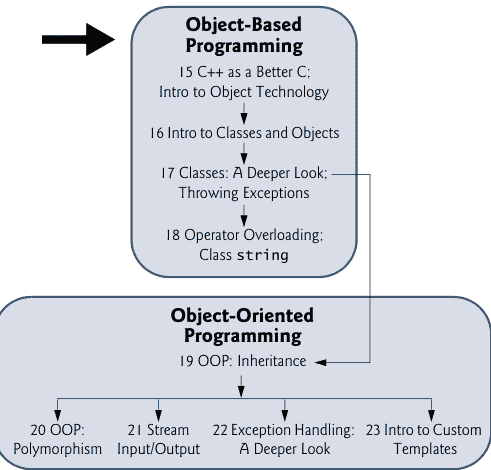 Object-Based
Programming
15 C++ as a Better C;
Intro to Object Technology
16 Intro to Classes and Objects
17 Classes: A Deeper Look;
Throwing Exceptions
18 Operator Overloading;
Class string
Object-Oriented
Programming
19 OOP: Inheritance
20 OOP:
Polymorphism
21 Stream
Input/Output
22 Exception Handling:
A Deeper Look
23 Intro to Custom
Templates